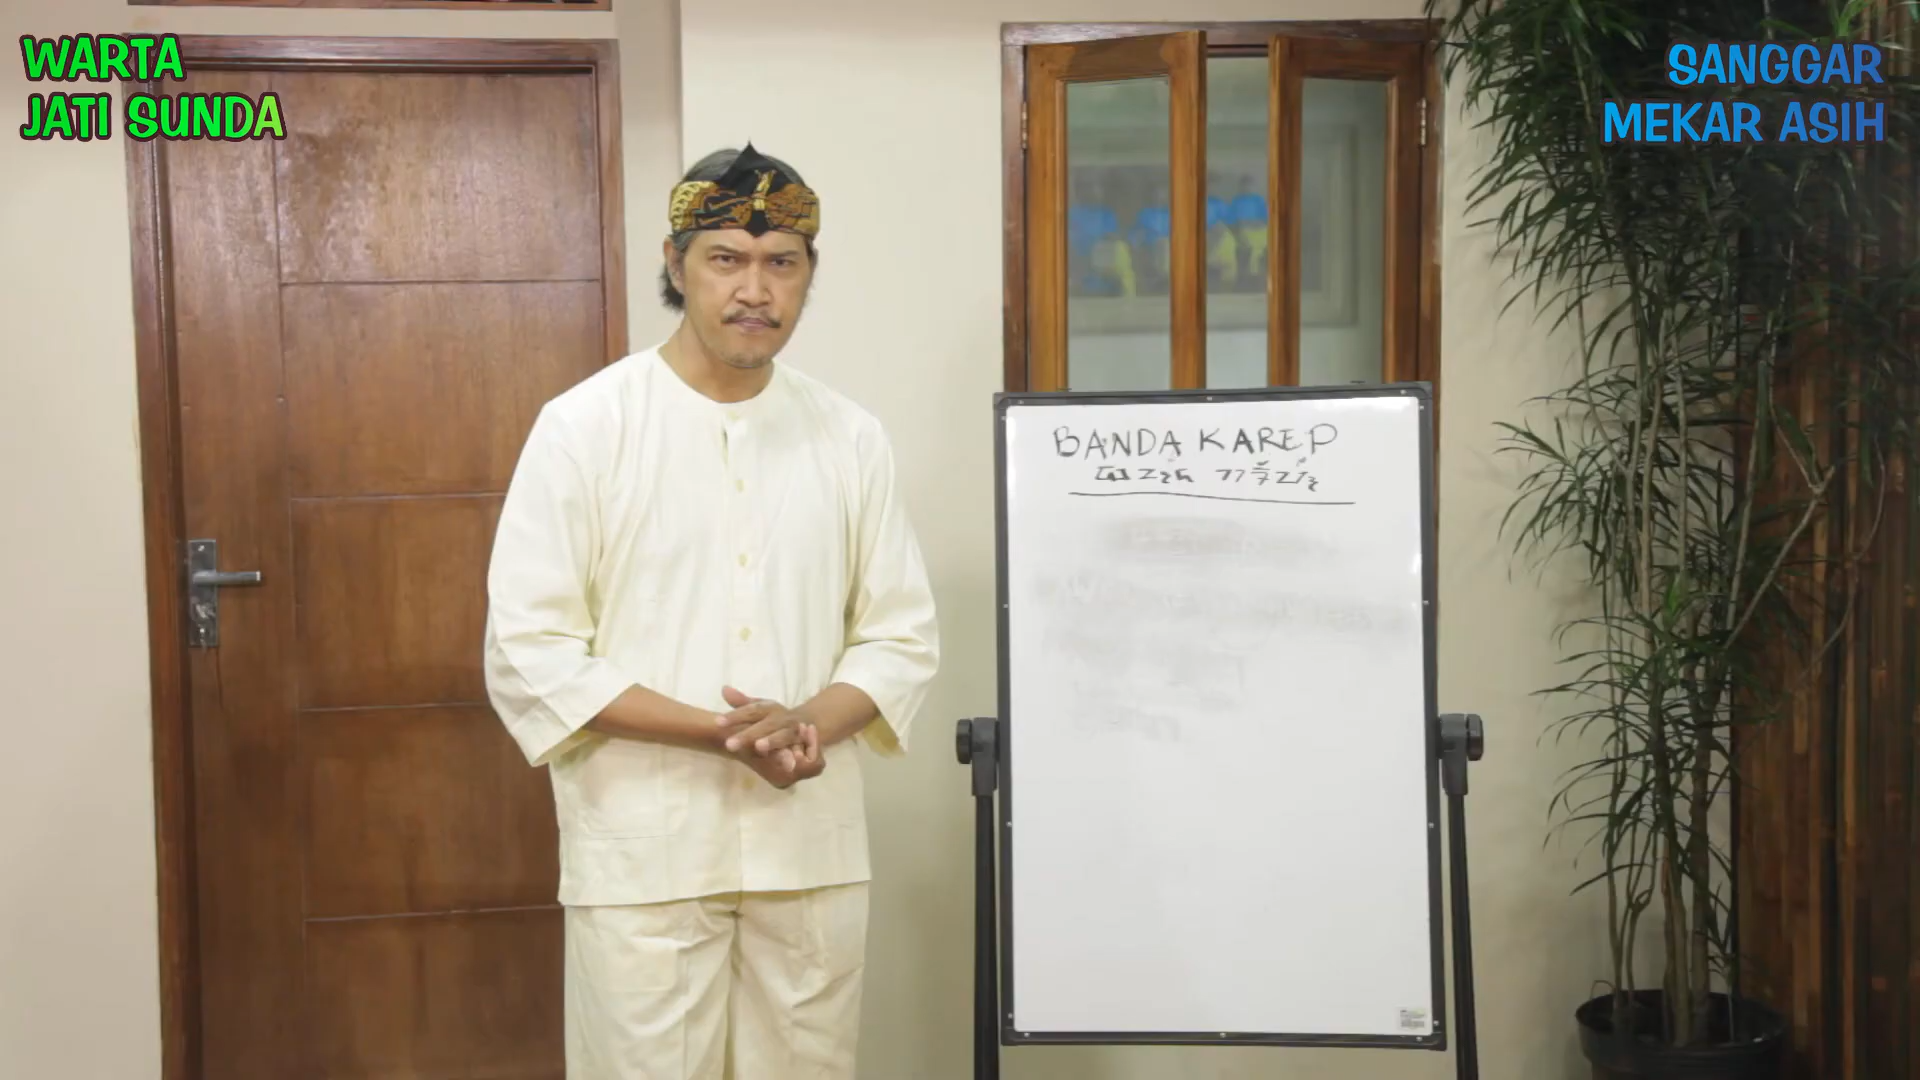 WARTA
JATI SUNDA
SANGGAR
MEKAR ASIH
BANDA KAREP